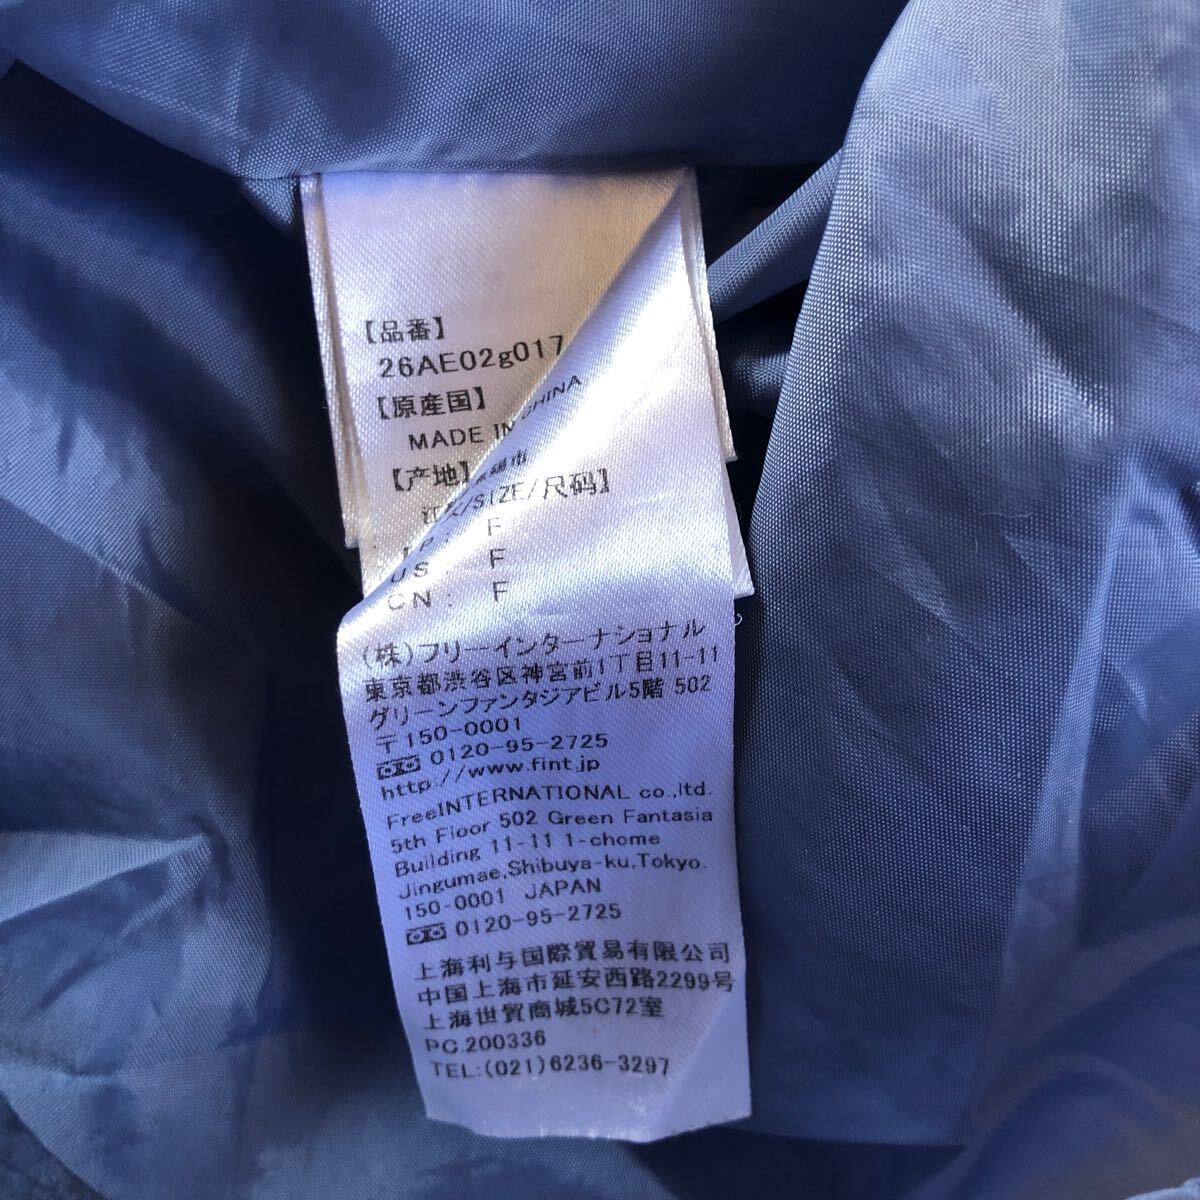 【品番】
26AE02g017
【原産国】
MADE IN CHINA
【产地】
/SIZE/尺码】
F
US F
CN: F
(株)フリーインターナショナル
東京都渋谷区神宮前1丁目11-11
グリーンファンタジアビル5階 502
〒150-0001
0120-95-2725
http://www.fint.jp
FreeINTERNATIONAL co.,ltd.
5th Floor 502 Green Fantasia
Building 11-11 1-chome
Jingumae,Shibuya-ku,Tokyo.
150-0001 JAPAN
0120-95-2725
上海利与国際貿易有限公司
中国上海市延安西路2299号
上海世貿商城5C72室
PC.200336
TEL:(021)6236-3297